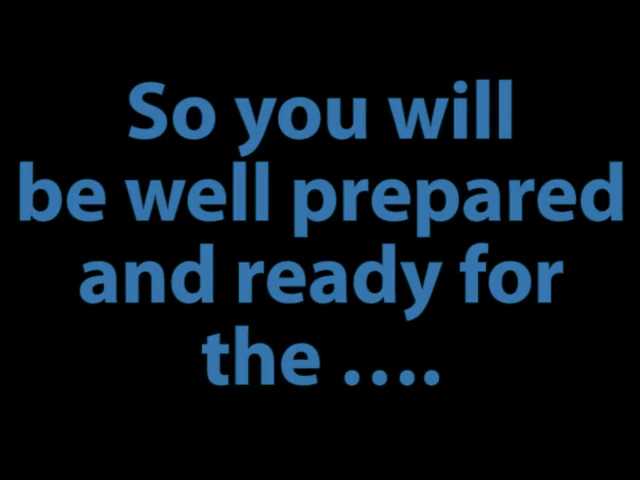 So you will
be well prepared
and ready for
the ....